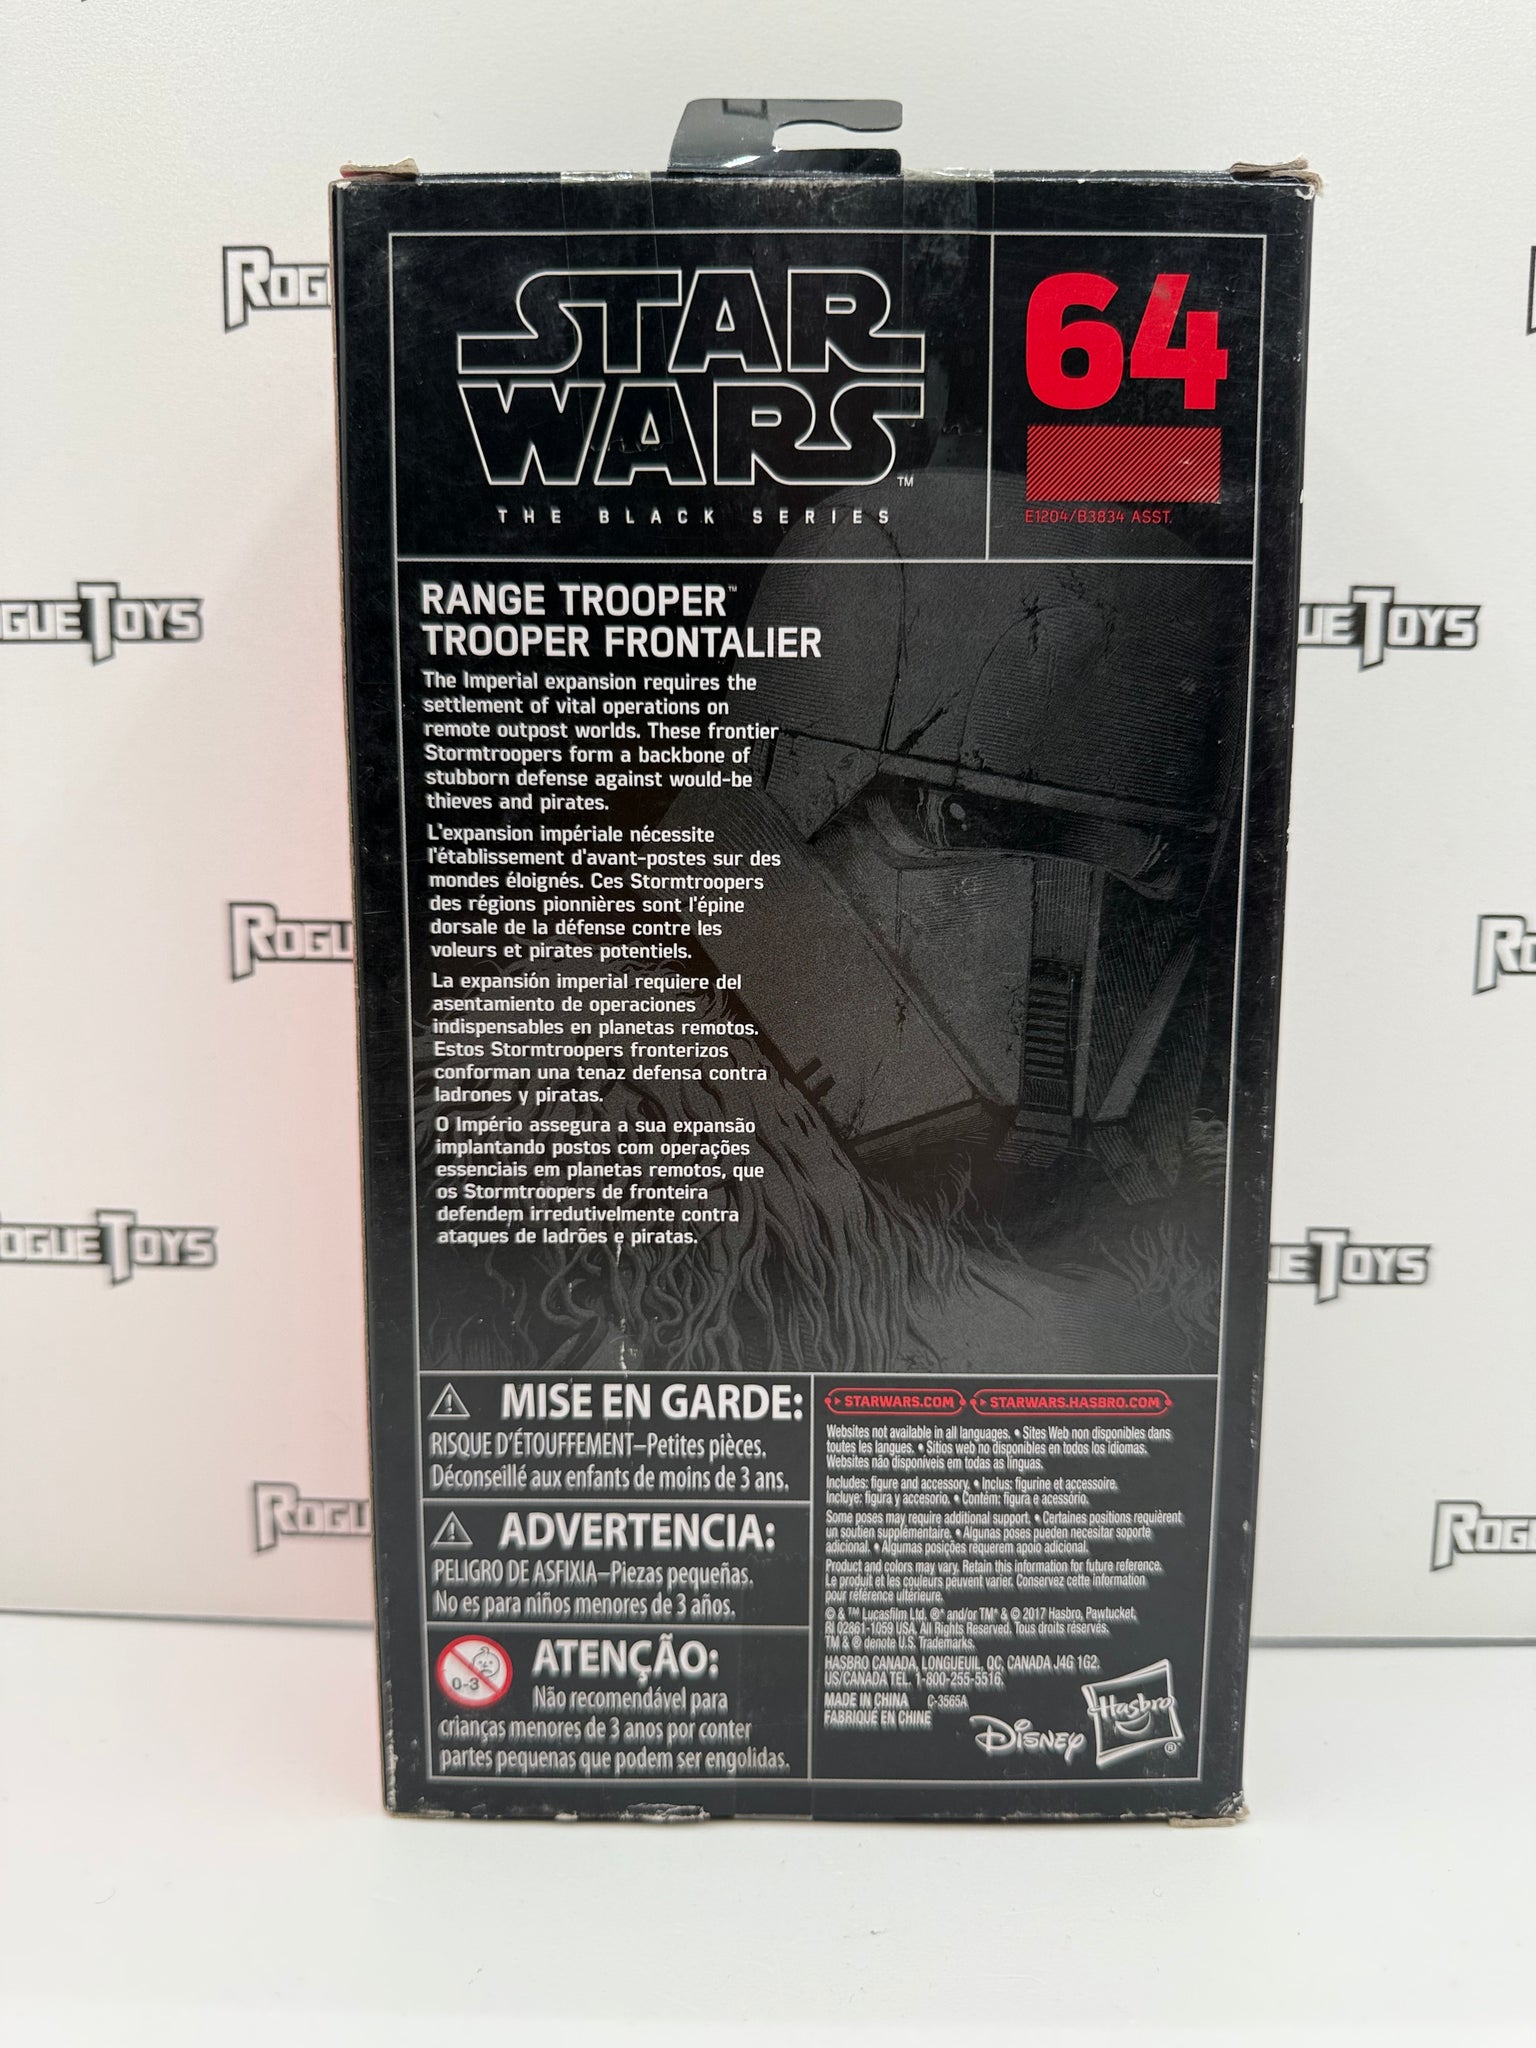 STAR
WARS™
THE BLACK SERIES
64
E1204/B3834 ASST.
RANGE TROOPER™
TROOPER FRONTALIER
The Imperial expansion requires the
settlement of vital operations on
remote outpost worlds. These frontier
Stormtroopers form a backbone of
stubborn defense against would-be
thieves and pirates.
L'expansion impériale nécessite
l'établissement d'avant-postes sur des
mondes éloignés. Ces Stormtroopers
des régions pionnières sont l'épine
dorsale de la défense contre les
voleurs et pirates potentiels.
La expansión imperial requiere del
asentamiento de operaciones
indispensables en planetas remotos.
Estos Stormtroopers fronterizos
conforman una tenaz defensa contra
ladrones y piratas.
O Império assegura a sua expansão
implantando postos com operações
essenciais em planetas remotos, que
os Stormtroopers de fronteira
defendem irredutivelmente contra
ataques de ladrões e piratas.
MISE EN GARDE:
RISQUE D'ÉTOUFFEMENT–Petites pièces.
Déconseillé aux enfants de moins de 3 ans.
ADVERTENCIA:
PELIGRO DE ASFIXIA–Piezas pequeñas.
No es para niños menores de 3 años.
0-3
ATENÇÃO:
Não recomendável para
crianças menores de 3 anos por conter
partes pequenas que podem ser engolidas.
STARWARS.COM STARWARS.HASBRO.COM
Websites not available in all languages. • Sites Web non disponibles dans
toutes les langues. • Sitios web no disponibles en todos los idiomas.
Websites não disponíveis em todas as línguas.
Includes: figure and accessory. • Inclus: figurine et accessoire.
Incluye: figura y accesorio. • Contém: figura e acessório.
Some poses may require additional support. • Certaines positions requièrent
un soutien supplémentaire. • Algunas poses pueden necesitar soporte
adicional. • Algumas posições requerem apoio adicional.
Product and colors may vary. Retain this information for future reference.
Le produit et les couleurs peuvent varier. Conservez cette information
pour référence ultérieure.
© & ™ Lucasfilm Ltd. ®* and/or TM* & © 2017 Hasbro, Pawtucket,
RI 02861-1059 USA. All Rights Reserved. Tous droits réservés.
TM & ® denote U.S. Trademarks.
HASBRO CANADA, LONGUEUIL, QC, CANADA J4G 1G2.
US/CANADA TEL. 1-800-255-5516.
MADE IN CHINA C-3565A
FABRIQUÉ EN CHINE
Disney
Hasbro®
ROGUE TOYS